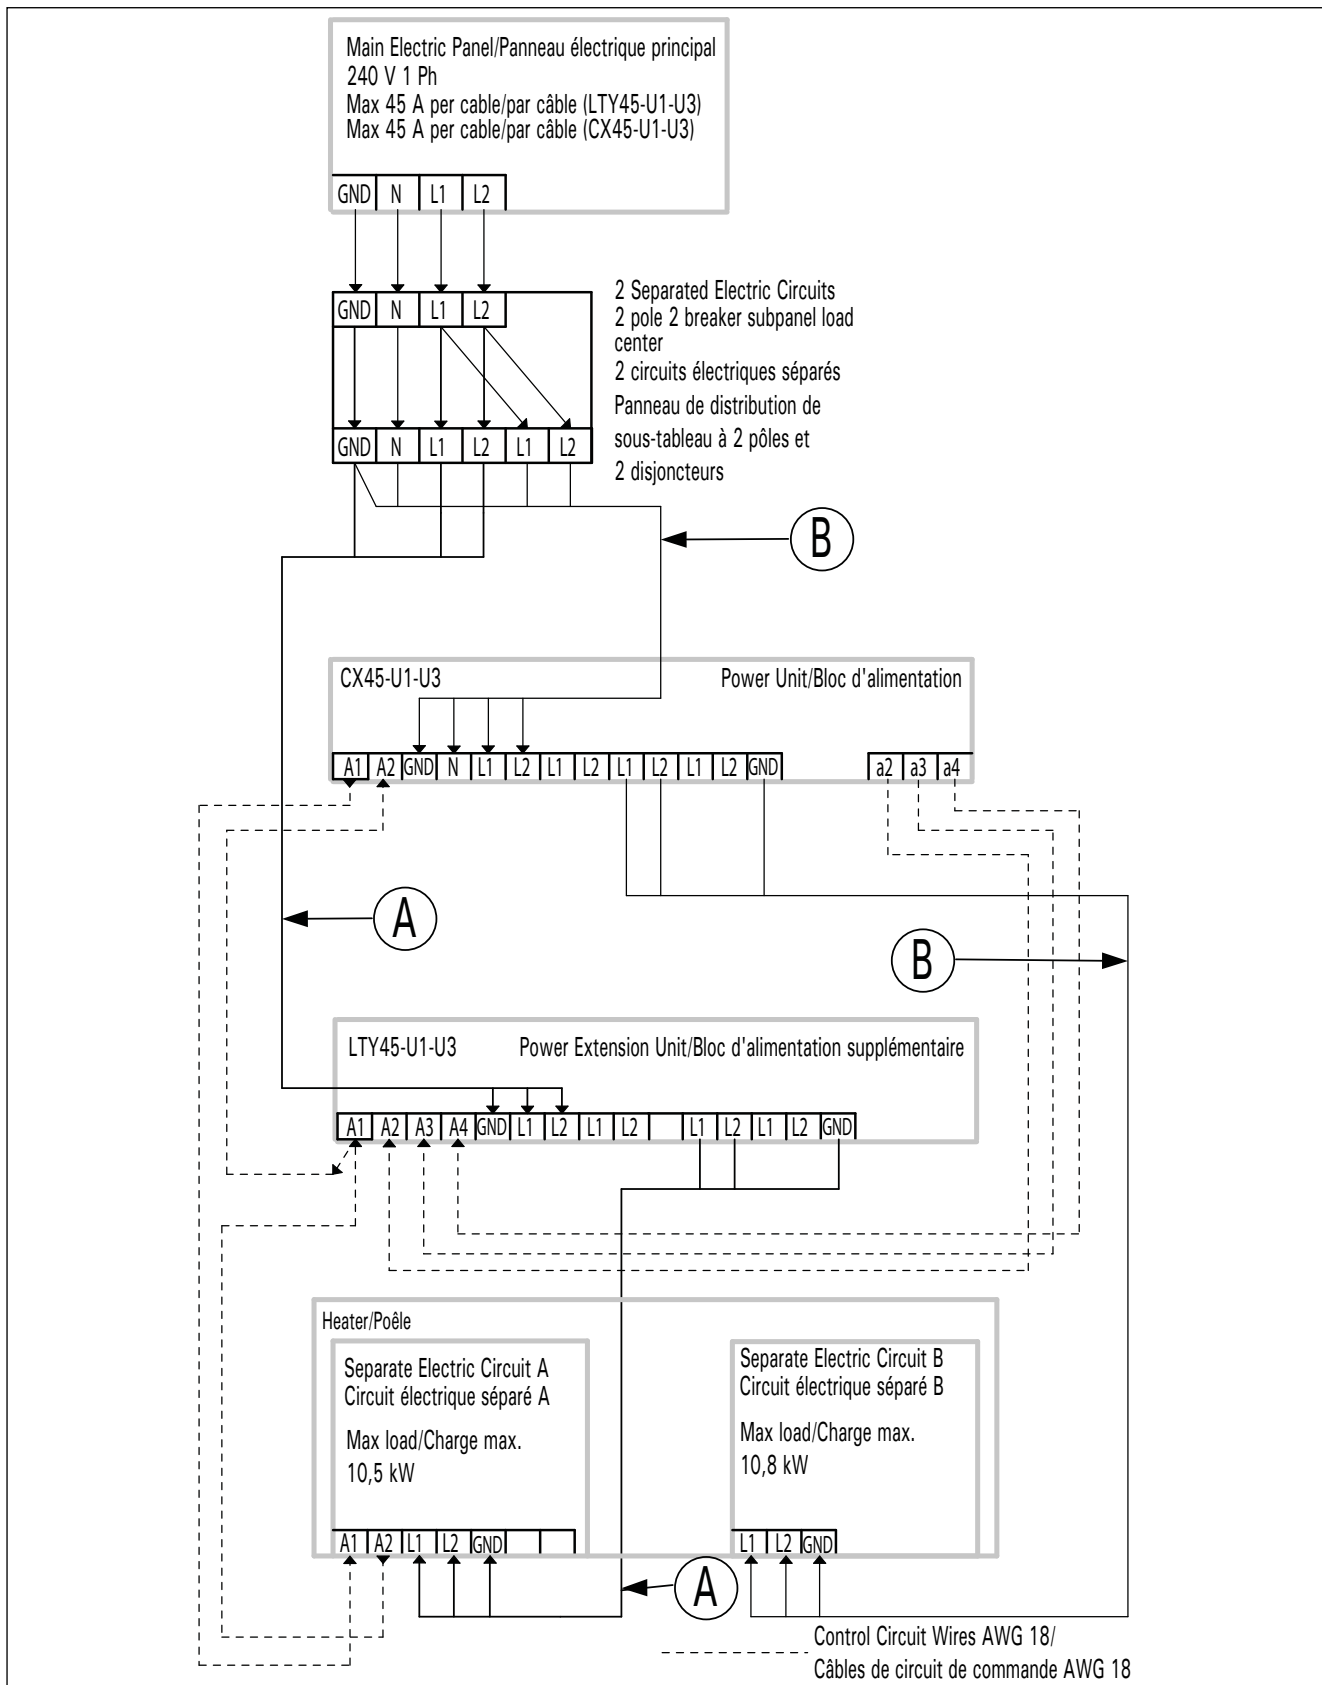 Main Electric Panel/Panneau électrique principal
240 V 1 Ph
Max 45 A per cable/par câble (LTY45-U1-U3)
Max 45 A per cable/par câble (CX45-U1-U3)
GND N L1 L2
GND N L1 L2
2 Separated Electric Circuits
2 pole 2 breaker subpanel load
center
2 circuits électriques séparés
Panneau de distribution de
sous-tableau à 2 pôles et
2 disjoncteurs
GND N L1 L2 L1 L2
B
CX45-U1-U3 Power Unit/Bloc d'alimentation
A1 A2 GND N L1 L2 L1 L2 L1 L2 L1 L2 GND a2 a3 a4
A
B
LTY45-U1-U3 Power Extension Unit/Bloc d'alimentation supplémentaire
A1 A2 A3 A4 GND L1 L2 L1 L2 L1 L2 L1 L2 GND
Heater/Poêle
Separate Electric Circuit A
Circuit électrique séparé A
Max load/Charge max.
10,5 kW
A1 A2 L1 L2 GND
Separate Electric Circuit B
Circuit électrique séparé B
Max load/Charge max.
10,8 kW
L1 L2 GND
A
Control Circuit Wires AWG 18/
Câbles de circuit de commande AWG 18